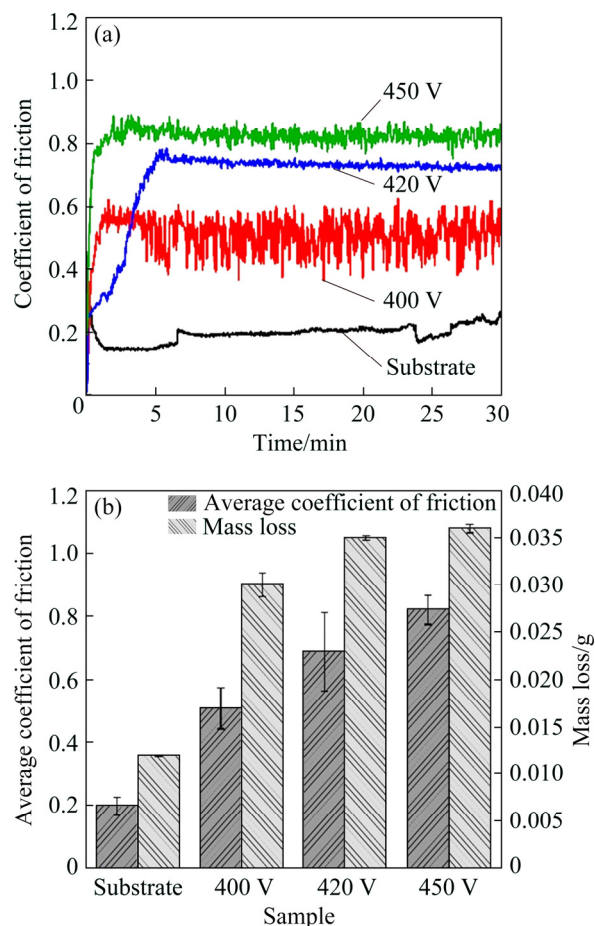 (a)
1.2
1.0
0.8
0.6
0.4
0.2
0
Coefficient of friction
450 V
420 V
400 V
Substrate
0 5 10 15 20 25 30
Time/min
(b)
Average coefficient of friction
Mass loss
1.2
1.0
0.8
0.6
0.4
0.2
0
Average coefficient of friction
0.040
0.035
0.030
0.025
0.020
0.015
0.010
0.005
0
Mass loss/g
Substrate 400 V 420 V 450 V
Sample